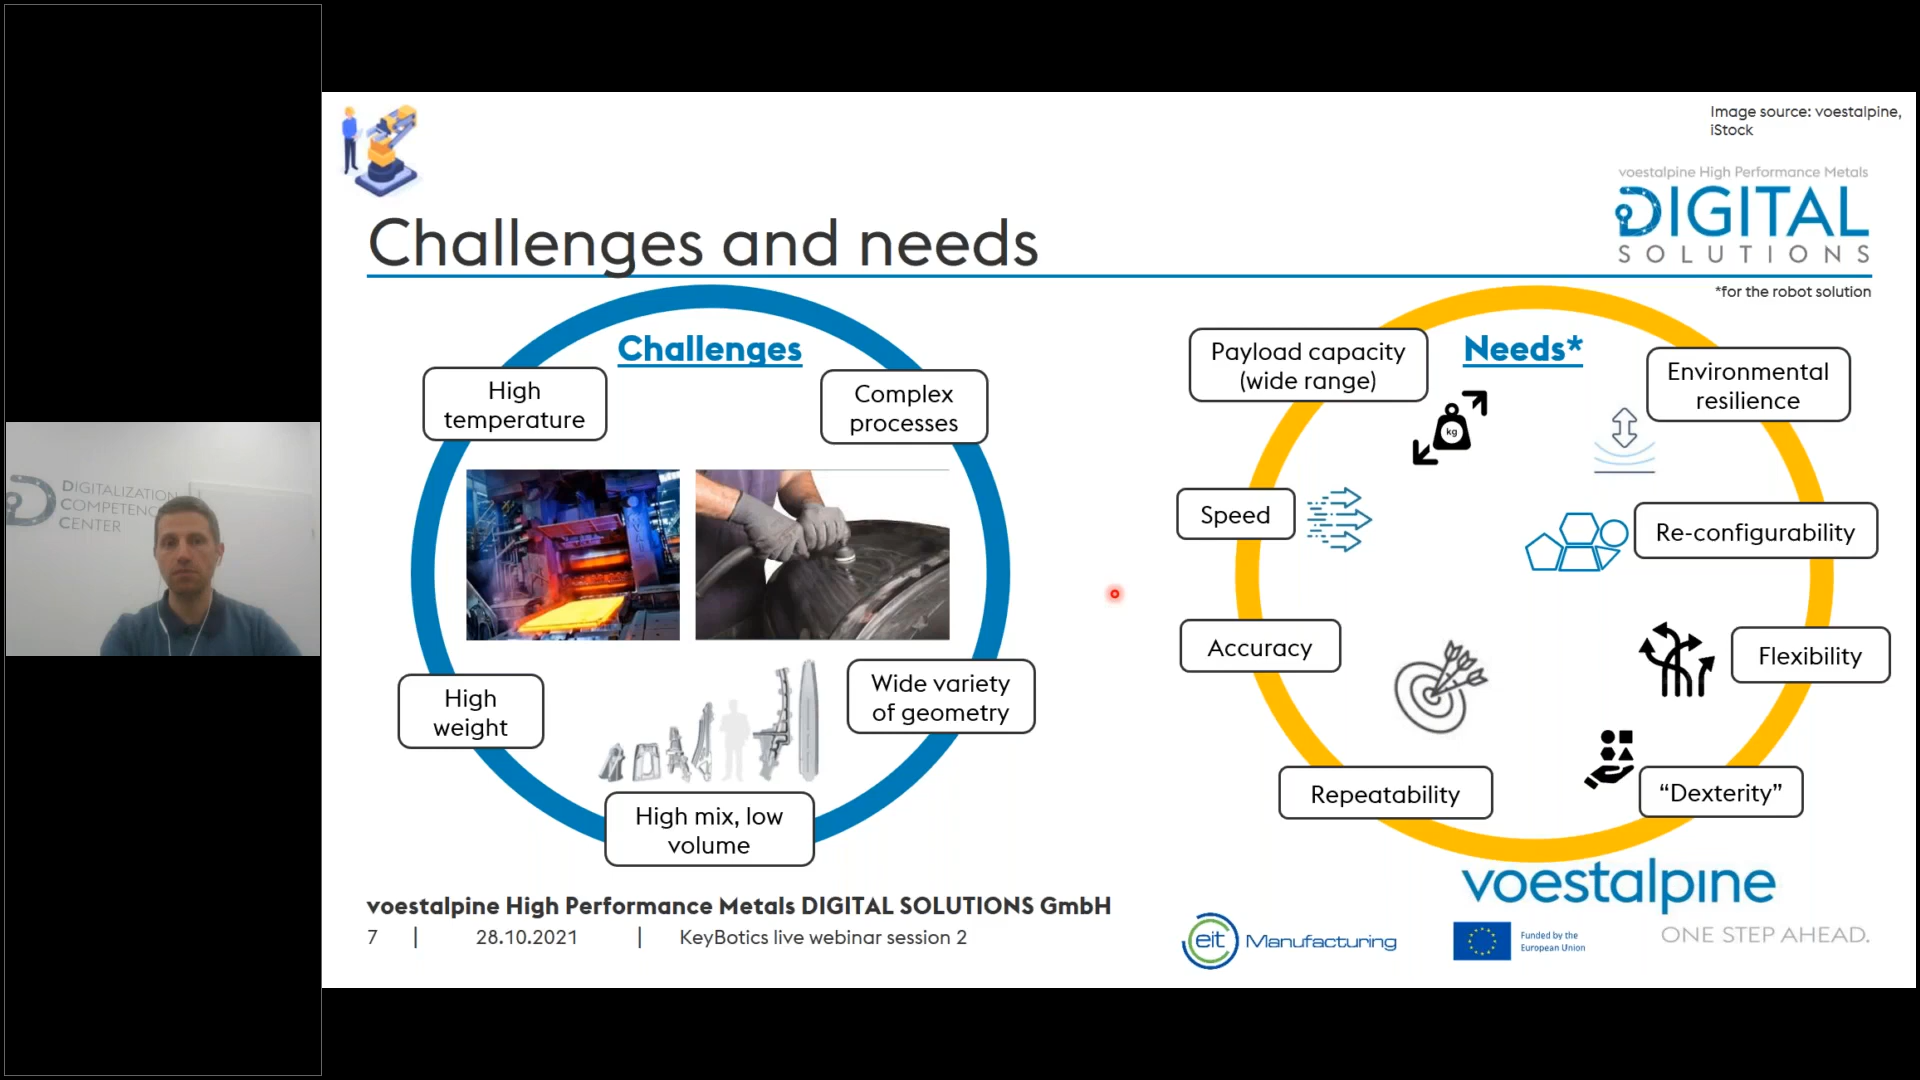 Image source: voestalpine,
iStock
voestalpine High Performance Metals
DIGITAL
SOLUTIONS
Challenges and needs
*for the robot solution
Challenges
High
temperature
Complex
processes
High
weight
Wide variety
of geometry
High mix, low
volume
Needs*
Payload capacity
(wide range)
kg
Environmental
resilience
Speed
Re-configurability
Accuracy
Flexibility
Repeatability
“Dexterity”
DIGITALIZATION
COMPETENC
CENTER
voestalpine High Performance Metals DIGITAL SOLUTIONS GmbH
7 | 28.10.2021 | KeyBotics live webinar session 2
eit Manufacturing
Funded by the
European Union
voestalpine
ONE STEP AHEAD.